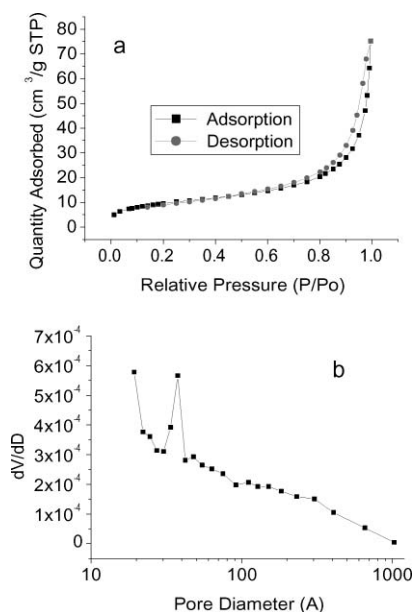 a
80
70
60
50
40
30
20
10
0
Quantity Adsorbed (cm³/g STP)
Adsorption
Desorption
0.0 0.2 0.4 0.6 0.8 1.0
Relative Pressure (P/Po)
b
7x10⁻⁴
6x10⁻⁴
5x10⁻⁴
4x10⁻⁴
3x10⁻⁴
2x10⁻⁴
1x10⁻⁴
0
dV/dD
10 100 1000
Pore Diameter (A)